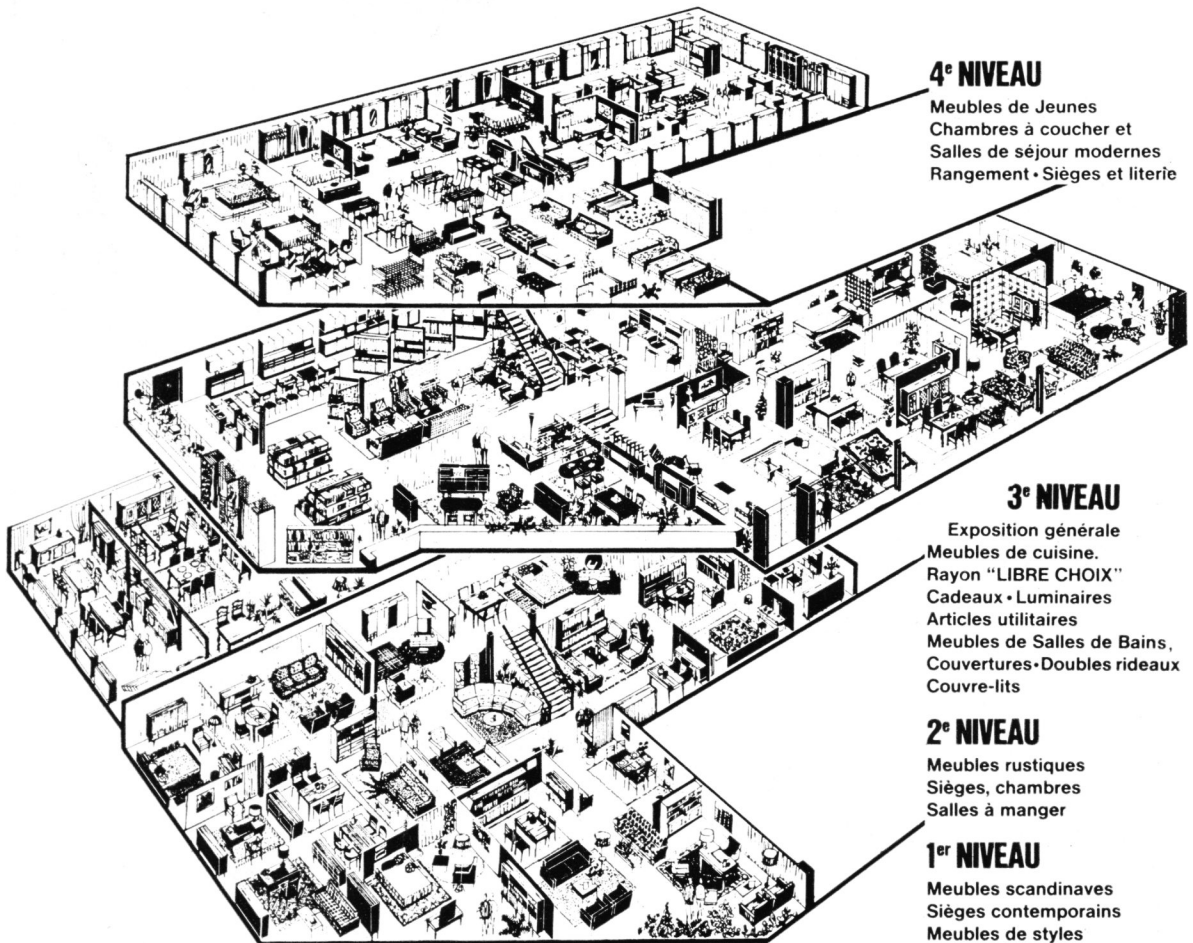 4e NIVEAU
Meubles de Jeunes
Chambres à coucher et
Salles de séjour modernes
Rangement • Sièges et literie
3e NIVEAU
Exposition générale
Meubles de cuisine.
Rayon “LIBRE CHOIX”
Cadeaux • Luminaires
Articles utilitaires
Meubles de Salles de Bains,
Couvertures • Doubles rideaux
Couvre-lits
2e NIVEAU
Meubles rustiques
Sièges, chambres
Salles à manger
1er NIVEAU
Meubles scandinaves
Sièges contemporains
Meubles de styles